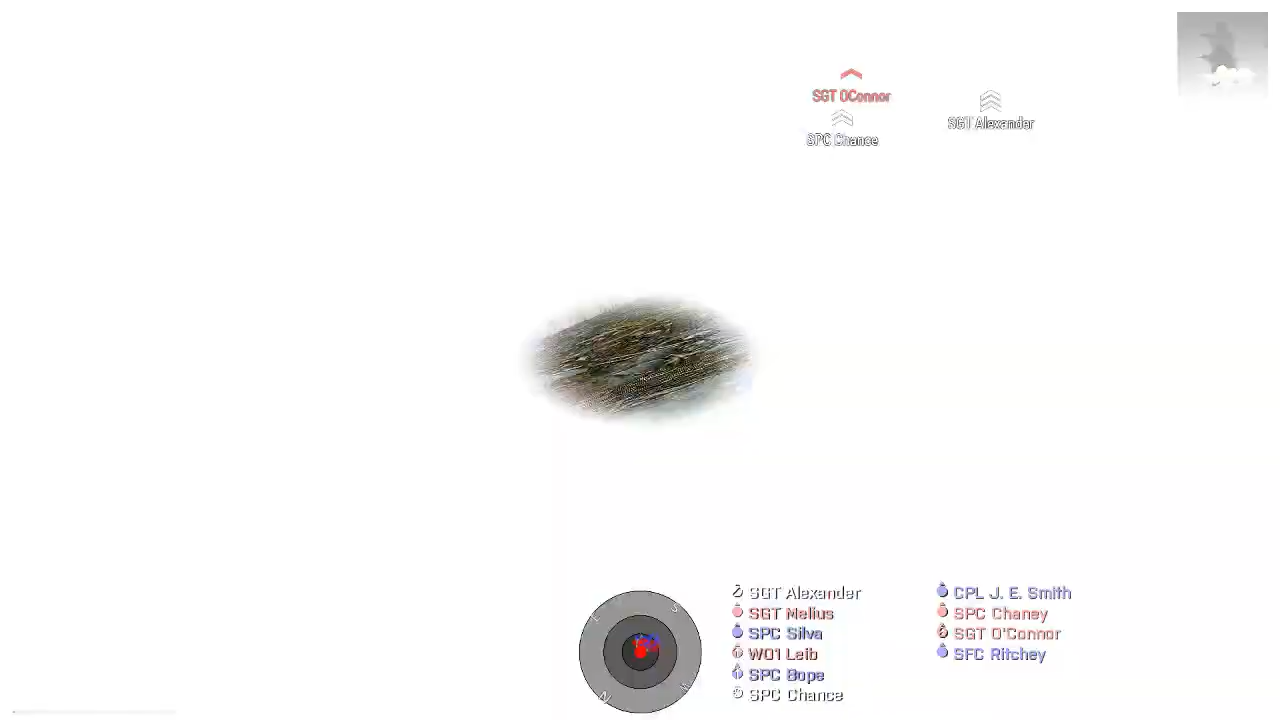 SGT OConnor
SPC Chance
SGT Alexander
E
S
N
W
SGT Alexander
SGT Melius
SPC Silva
WO1 Leib
SPC Bope
SPC Chance
CPL J. E. Smith
SPC Chaney
SGT O'Connor
SFC Ritchey